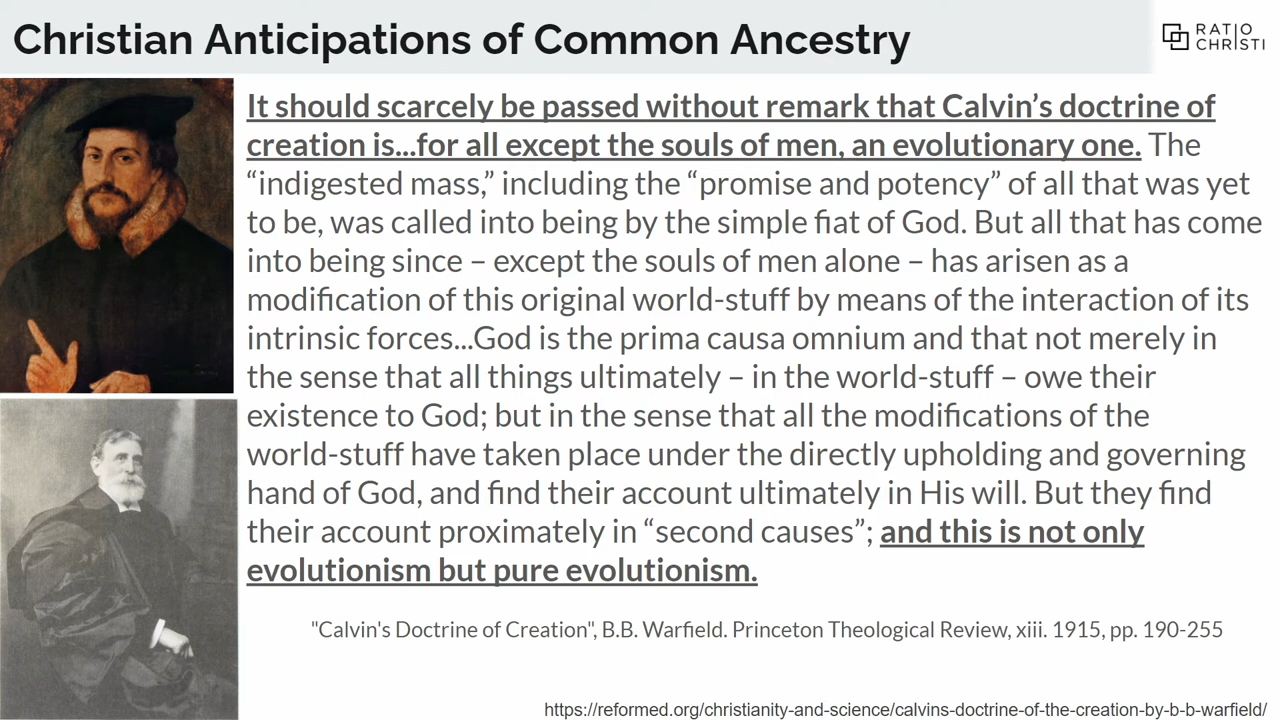 Christian Anticipations of Common Ancestry
RATIO
CHRISTI
It should scarcely be passed without remark that Calvin’s doctrine of
creation is...for all except the souls of men, an evolutionary one. The
“indigested mass,” including the “promise and potency” of all that was yet
to be, was called into being by the simple fiat of God. But all that has come
into being since – except the souls of men alone – has arisen as a
modification of this original world-stuff by means of the interaction of its
intrinsic forces...God is the prima causa omnium and that not merely in
the sense that all things ultimately – in the world-stuff – owe their
existence to God; but in the sense that all the modifications of the
world-stuff have taken place under the directly upholding and governing
hand of God, and find their account ultimately in His will. But they find
their account proximately in “second causes”; and this is not only
evolutionism but pure evolutionism.
"Calvin's Doctrine of Creation", B.B. Warfield. Princeton Theological Review, xiii. 1915, pp. 190-255
https://reformed.org/christianity-and-science/calvins-doctrine-of-the-creation-by-b-b-warfield/